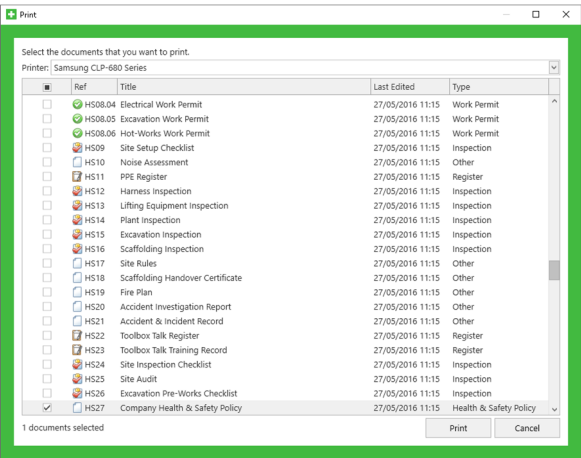 Print
Select the documents that you want to print.
Printer: Samsung CLP-680 Series
Ref Title Last Edited Type
HS08.04 Electrical Work Permit 27/05/2016 11:15 Work Permit
HS08.05 Excavation Work Permit 27/05/2016 11:15 Work Permit
HS08.06 Hot-Works Work Permit 27/05/2016 11:15 Work Permit
HS09 Site Setup Checklist 27/05/2016 11:15 Inspection
HS10 Noise Assessment 27/05/2016 11:15 Other
HS11 PPE Register 27/05/2016 11:15 Register
HS12 Harness Inspection 27/05/2016 11:15 Inspection
HS13 Lifting Equipment Inspection 27/05/2016 11:15 Inspection
HS14 Plant Inspection 27/05/2016 11:15 Inspection
HS15 Excavation Inspection 27/05/2016 11:15 Inspection
HS16 Scaffolding Inspection 27/05/2016 11:15 Inspection
HS17 Site Rules 27/05/2016 11:15 Other
HS18 Scaffolding Handover Certificate 27/05/2016 11:15 Other
HS19 Fire Plan 27/05/2016 11:15 Other
HS20 Accident Investigation Report 27/05/2016 11:15 Other
HS21 Accident & Incident Record 27/05/2016 11:15 Other
HS22 Toolbox Talk Register 27/05/2016 11:15 Register
HS23 Toolbox Talk Training Record 27/05/2016 11:15 Register
HS24 Site Inspection Checklist 27/05/2016 11:15 Inspection
HS25 Site Audit 27/05/2016 11:15 Inspection
HS26 Excavation Pre-Works Checklist 27/05/2016 11:15 Inspection
HS27 Company Health & Safety Policy 27/05/2016 11:15 Health & Safety Policy
1 documents selected Print Cancel